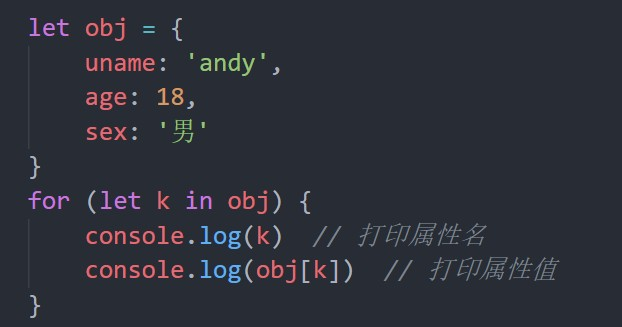 let obj = {
    uname: 'andy',
    age: 18,
    sex: '男'
}
for (let k in obj) {
    console.log(k)  // 打印属性名
    console.log(obj[k])  // 打印属性值
}